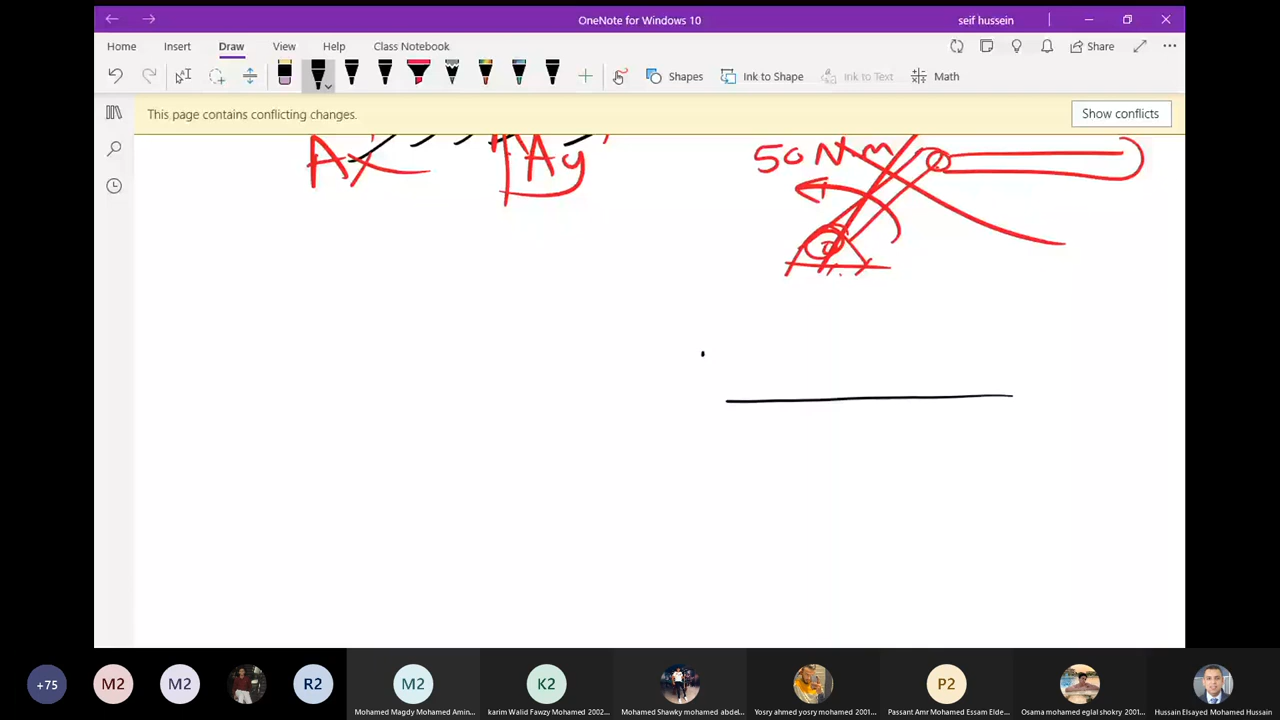 OneNote for Windows 10
seif hussein
Home Insert Draw View Help Class Notebook
Share
Shapes Ink to Shape Ink to Text Math
This page contains conflicting changes.
Show conflicts
Ax Ay
50 Nm
+75 M2 M2 R2 M2 K2 P2
Mohamed Magdy Mohamed Amin...
karim Walid Fawzy Mohamed 2002...
Mohamed Shawky mohamed abdel...
Yosry ahmed yosry mohamed 2001...
Passant Amr Mohamed Essam Elde...
Osama mohamed eglal shokry 2001...
Hussain Elsayed Mohamed Hussain